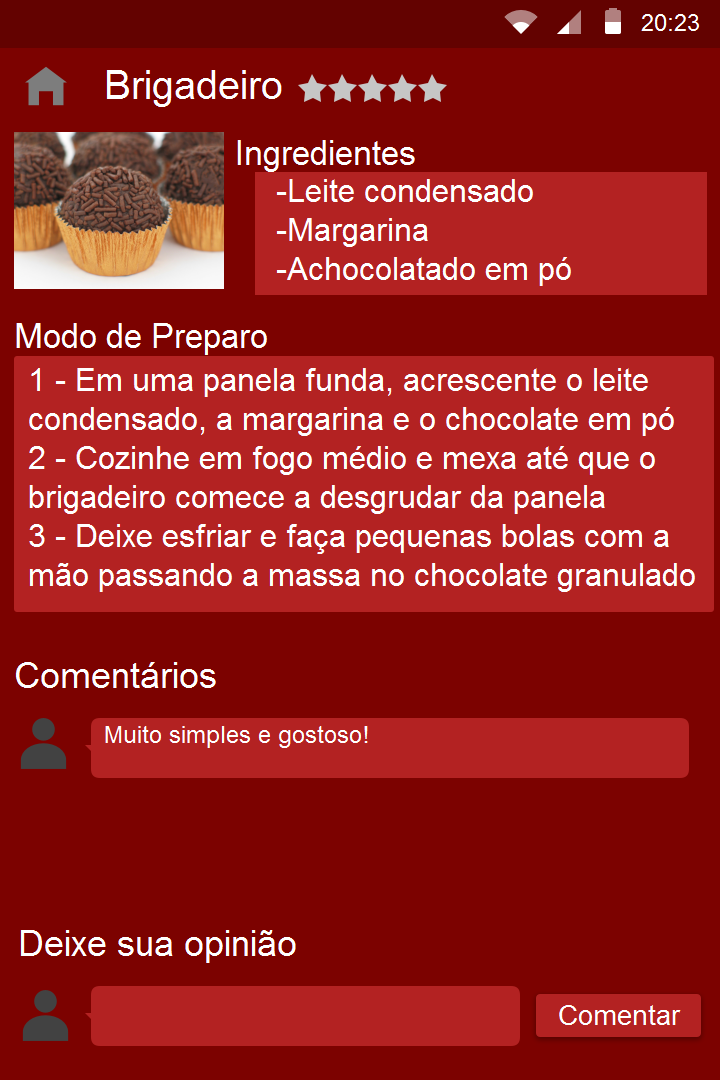 20:23
Brigadeiro
Ingredientes
-Leite condensado
-Margarina
-Achocolatado em pó
Modo de Preparo
1 - Em uma panela funda, acrescente o leite
condensado, a margarina e o chocolate em pó
2 - Cozinhe em fogo médio e mexa até que o
brigadeiro comece a desgrudar da panela
3 - Deixe esfriar e faça pequenas bolas com a
mão passando a massa no chocolate granulado
Comentários
Muito simples e gostoso!
Deixe sua opinião
Comentar